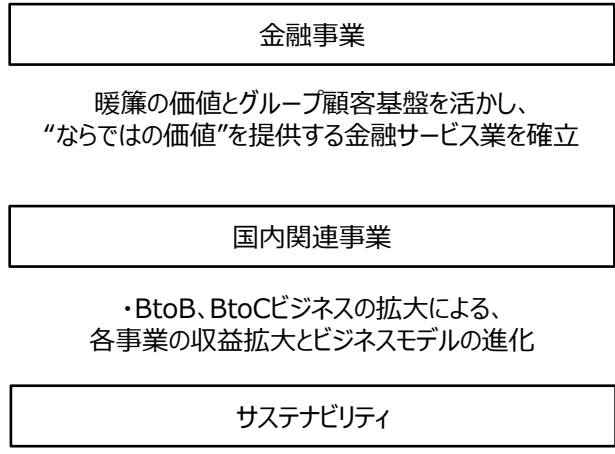 金融事業
暖簾の価値とグループ顧客基盤を活かし、
“ならではの価値”を提供する金融サービス業を確立
国内関連事業
・BtoB、BtoCビジネスの拡大による、
各事業の収益拡大とビジネスモデルの進化
サステナビリティ